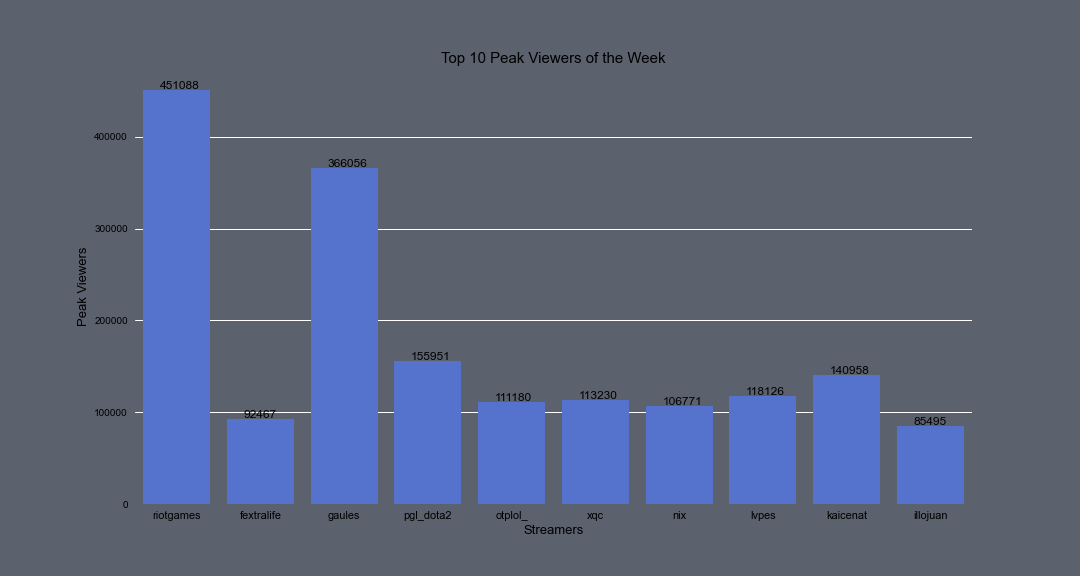 Top 10 Peak Viewers of the Week
Peak Viewers
400000
300000
200000
100000
0
451088
92467
366056
155951
111180
113230
106771
118126
140958
85495
riotgames
fextralife
gaules
pgl_dota2
otplol_
xqc
nix
lvpes
kaicenat
illojuan
Streamers